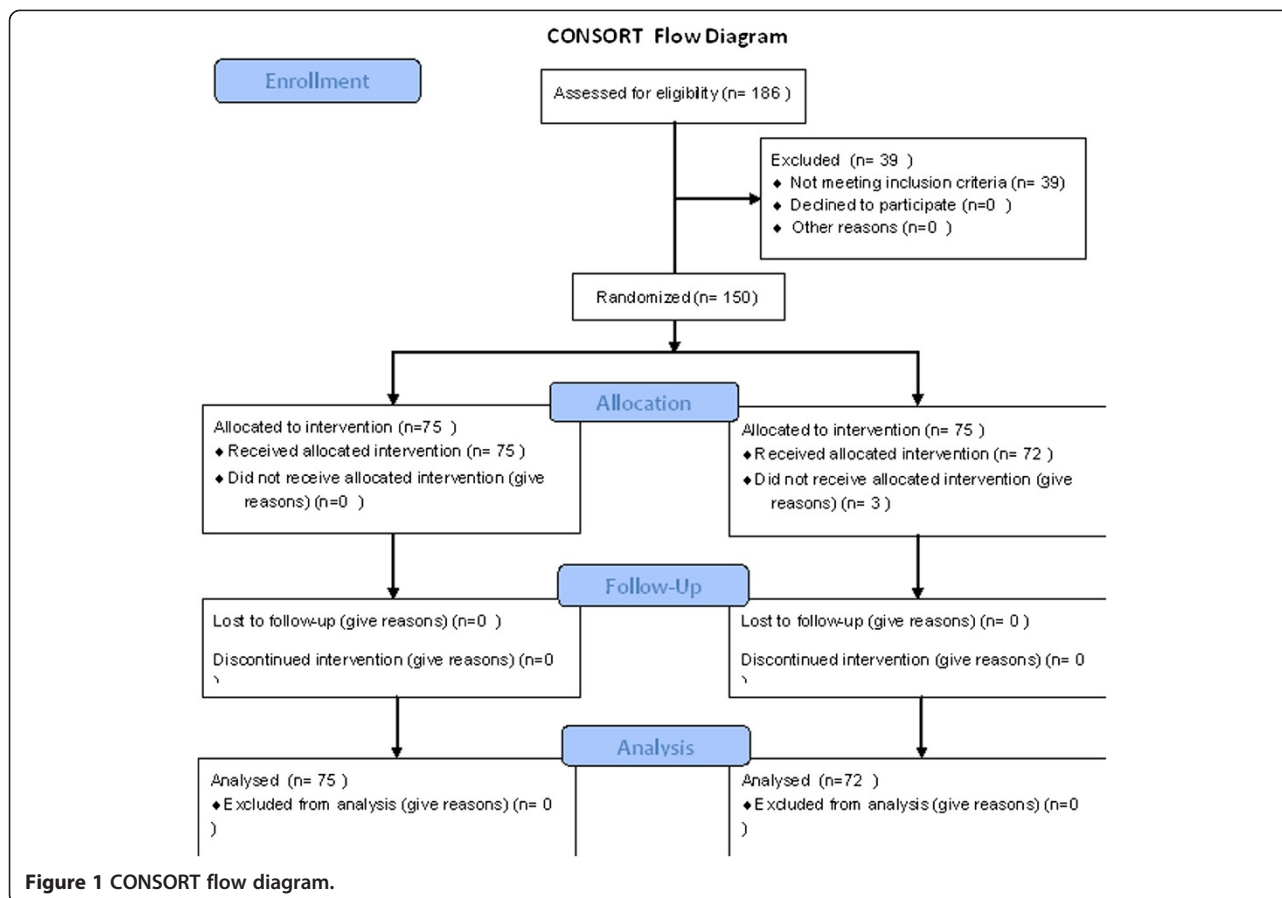 CONSORT Flow Diagram
Enrollment
Assessed for eligibility (n= 186 )
Excluded (n= 39 )
◆ Not meeting inclusion criteria (n= 39)
◆ Declined to participate (n=0 )
◆ Other reasons (n=0 )
Randomized (n= 150)
Allocation
Allocated to intervention (n=75 )
◆ Received allocated intervention (n= 75 )
◆ Did not receive allocated intervention (give
reasons) (n=0 )
Allocated to intervention (n= 75 )
◆ Received allocated intervention (n= 72 )
◆ Did not receive allocated intervention (give
reasons) (n= 3 )
Follow-Up
Lost to follow-up (give reasons) (n=0 )
Discontinued intervention (give reasons) (n=0
)
Lost to follow-up (give reasons) (n= 0 )
Discontinued intervention (give reasons) (n= 0
)
Analysis
Analysed (n= 75 )
◆ Excluded from analysis (give reasons) (n= 0
)
Analysed (n=72 )
◆ Excluded from analysis (give reasons) (n=0
)
Figure 1 CONSORT flow diagram.